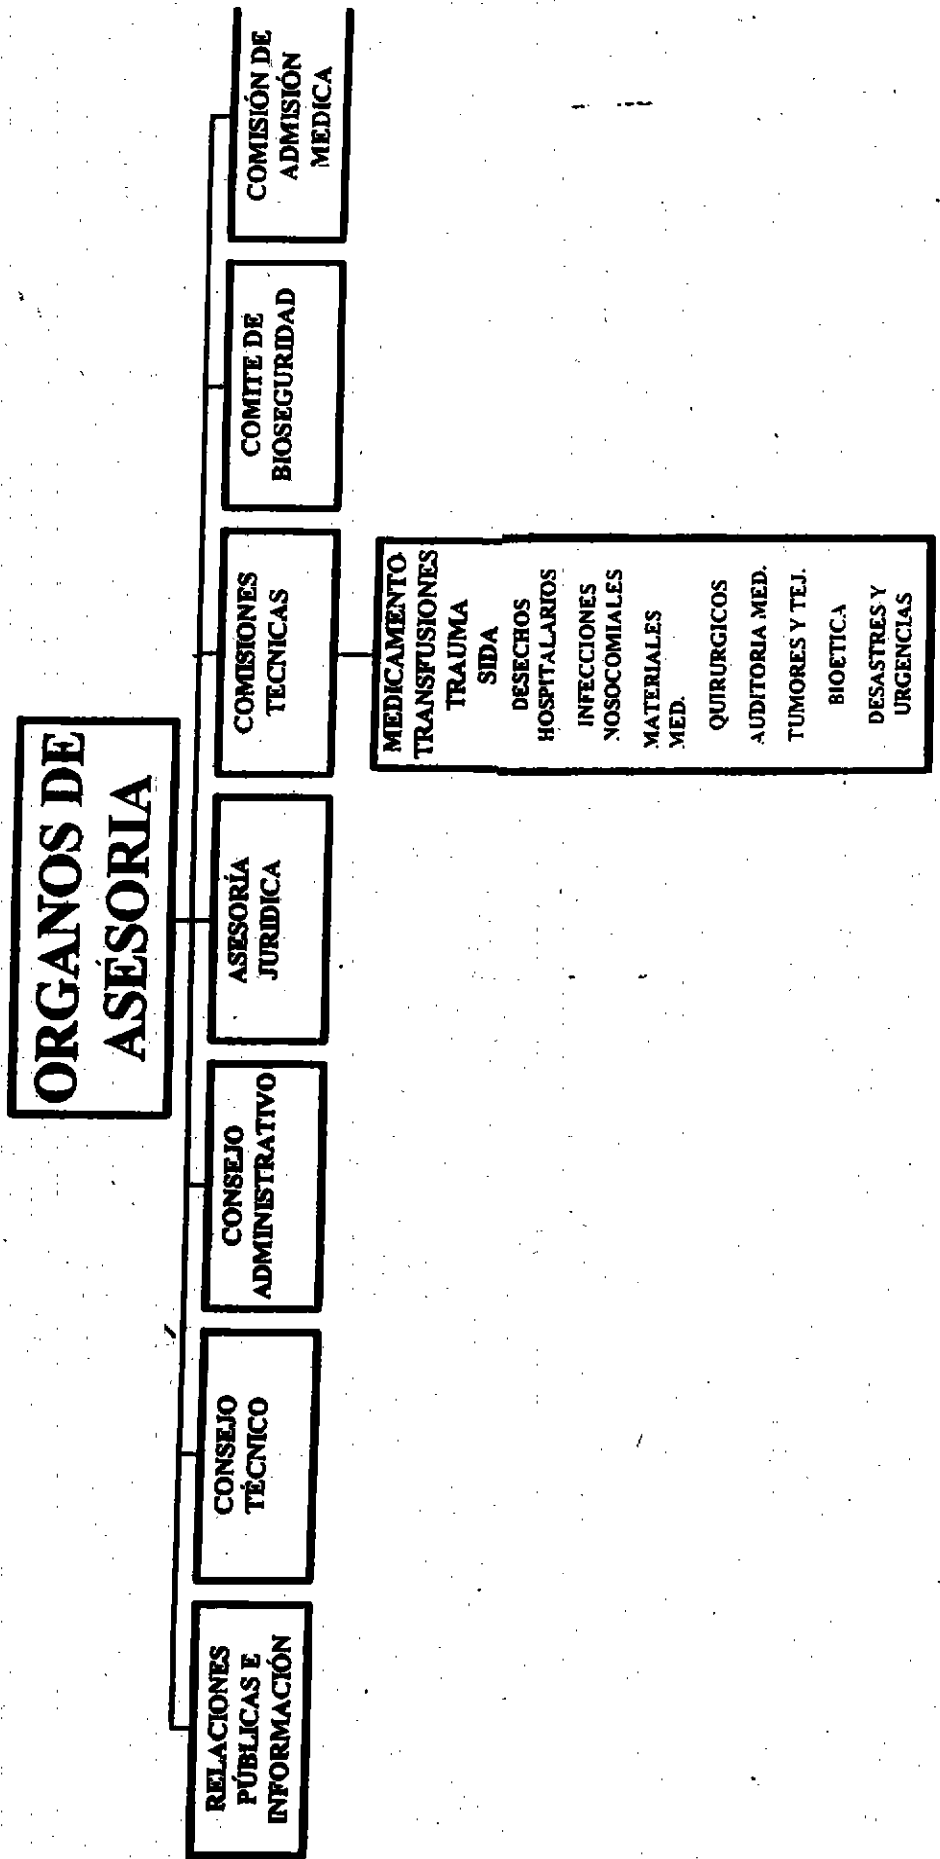 ORGANOS DE
ASESORIA
RELACIONES
PÚBLICAS E
INFORMACIÓN
CONSEJO
TÉCNICO
CONSEJO
ADMINISTRATIVO
ASESORÍA
JURIDICA
COMISIONES
TECNICAS
COMITE DE
BIOSEGURIDAD
COMISIÓN DE
ADMISIÓN
MEDICA
MEDICAMENTO
TRANSFUSIONES
TRAUMA
SIDA
DESECHOS
HOSPITALARIOS
INFECCIONES
NOSOCOMIALES
MATERIALES
MED.
QUIRURGICOS
AUDITORIA MED.
TUMORES Y TEJ.
BIOETICA
DESASTRES Y
URGENCIAS